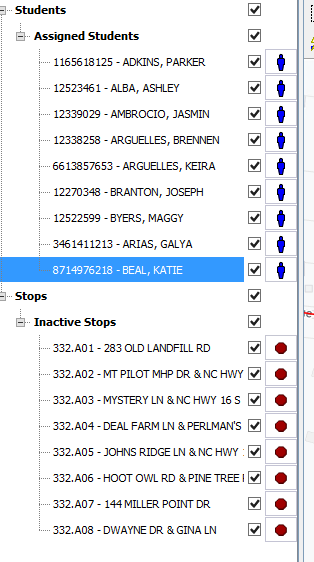 Students
Assigned Students
1165618125 - ADKINS, PARKER
12523461 - ALBA, ASHLEY
12339029 - AMBROCIO, JASMIN
12338258 - ARGUELLES, BRENNEN
6613857653 - ARGUELLES, KEIRA
12270348 - BRANTON, JOSEPH
12522599 - BYERS, MAGGY
3461411213 - ARIAS, GALYA
8714976218 - BEAL, KATIE
Stops
Inactive Stops
332.A01 - 283 OLD LANDFILL RD
332.A02 - MT PILOT MHP DR & NC HWY
332.A03 - MYSTERY LN & NC HWY 16 S
332.A04 - DEAL FARM LN & PERLMAN'S
332.A05 - JOHNS RIDGE LN & NC HWY
332.A06 - HOOT OWL RD & PINE TREE
332.A07 - 144 MILLER POINT DR
332.A08 - DWAYNE DR & GINA LN